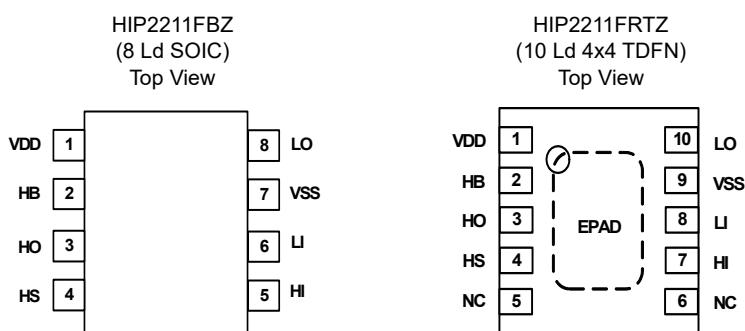 HIP2211FBZ
(8 Ld SOIC)
Top View
VDD 1 8 LO
HB 2 7 VSS
HO 3 6 LI
HS 4 5 HI
HIP2211FRTZ
(10 Ld 4x4 TDFN)
Top View
VDD 1 10 LO
HB 2 9 VSS
HO 3 EPAD 8 LI
HS 4 7 HI
NC 5 6 NC